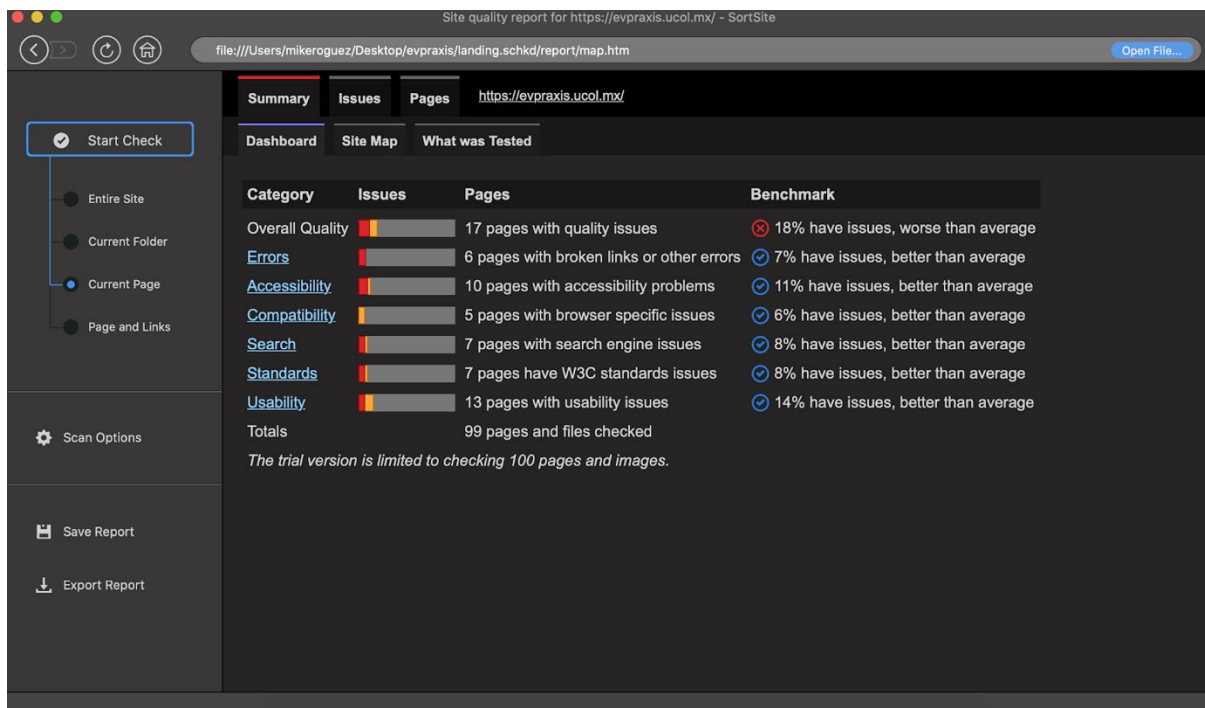 Site quality report for https://evpraxis.ucol.mx/ - SortSite
file:///Users/mikeroguez/Desktop/evpraxis/landing.schkd/report/map.htm Open File...
Summary Issues Pages https://evpraxis.ucol.mx/
Start Check
Dashboard Site Map What was Tested
Entire Site
Current Folder
Current Page
Page and Links
Scan Options
Save Report
Export Report
Category Issues Pages Benchmark
Overall Quality 17 pages with quality issues 18% have issues, worse than average
Errors 6 pages with broken links or other errors 7% have issues, better than average
Accessibility 10 pages with accessibility problems 11% have issues, better than average
Compatibility 5 pages with browser specific issues 6% have issues, better than average
Search 7 pages with search engine issues 8% have issues, better than average
Standards 7 pages have W3C standards issues 8% have issues, better than average
Usability 13 pages with usability issues 14% have issues, better than average
Totals 99 pages and files checked
The trial version is limited to checking 100 pages and images.